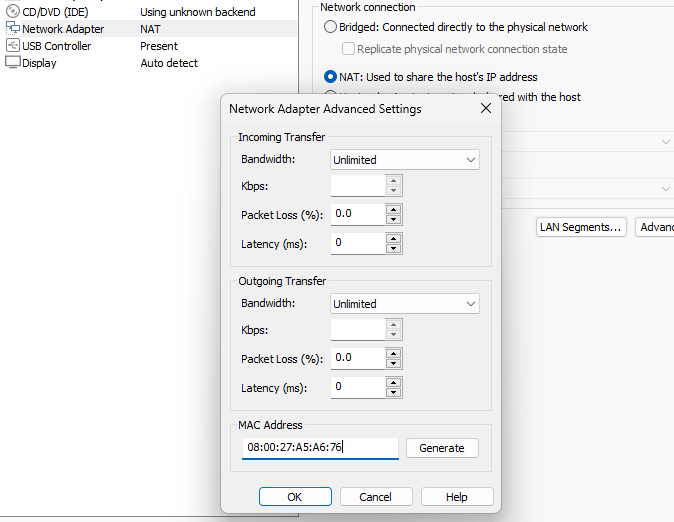 CD/DVD (IDE) Using unknown backend
Network Adapter NAT
USB Controller Present
Display Auto detect
Network connection
Bridged: Connected directly to the physical network
Replicate physical network connection state
NAT: Used to share the host's IP address
with the host
LAN Segments...
Advan
Network Adapter Advanced Settings
Incoming Transfer
Bandwidth: Unlimited
Kbps:
Packet Loss (%): 0.0
Latency (ms): 0
Outgoing Transfer
Bandwidth: Unlimited
Kbps:
Packet Loss (%): 0.0
Latency (ms): 0
MAC Address
08:00:27:A5:A6:76
Generate
OK Cancel Help